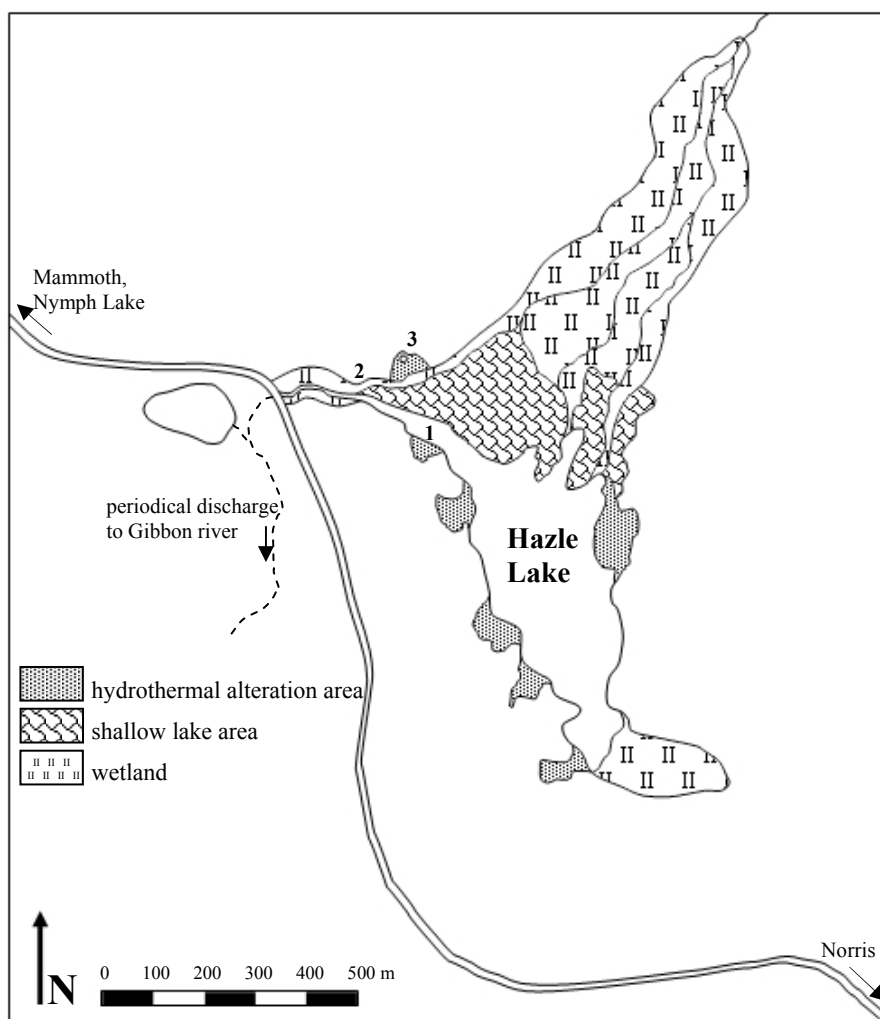 Mammoth,
Nymph Lake
3
2
1
periodical discharge
to Gibbon river
Hazle
Lake
hydrothermal alteration area
shallow lake area
wetland
N
0 100 200 300 400 500 m
Norris